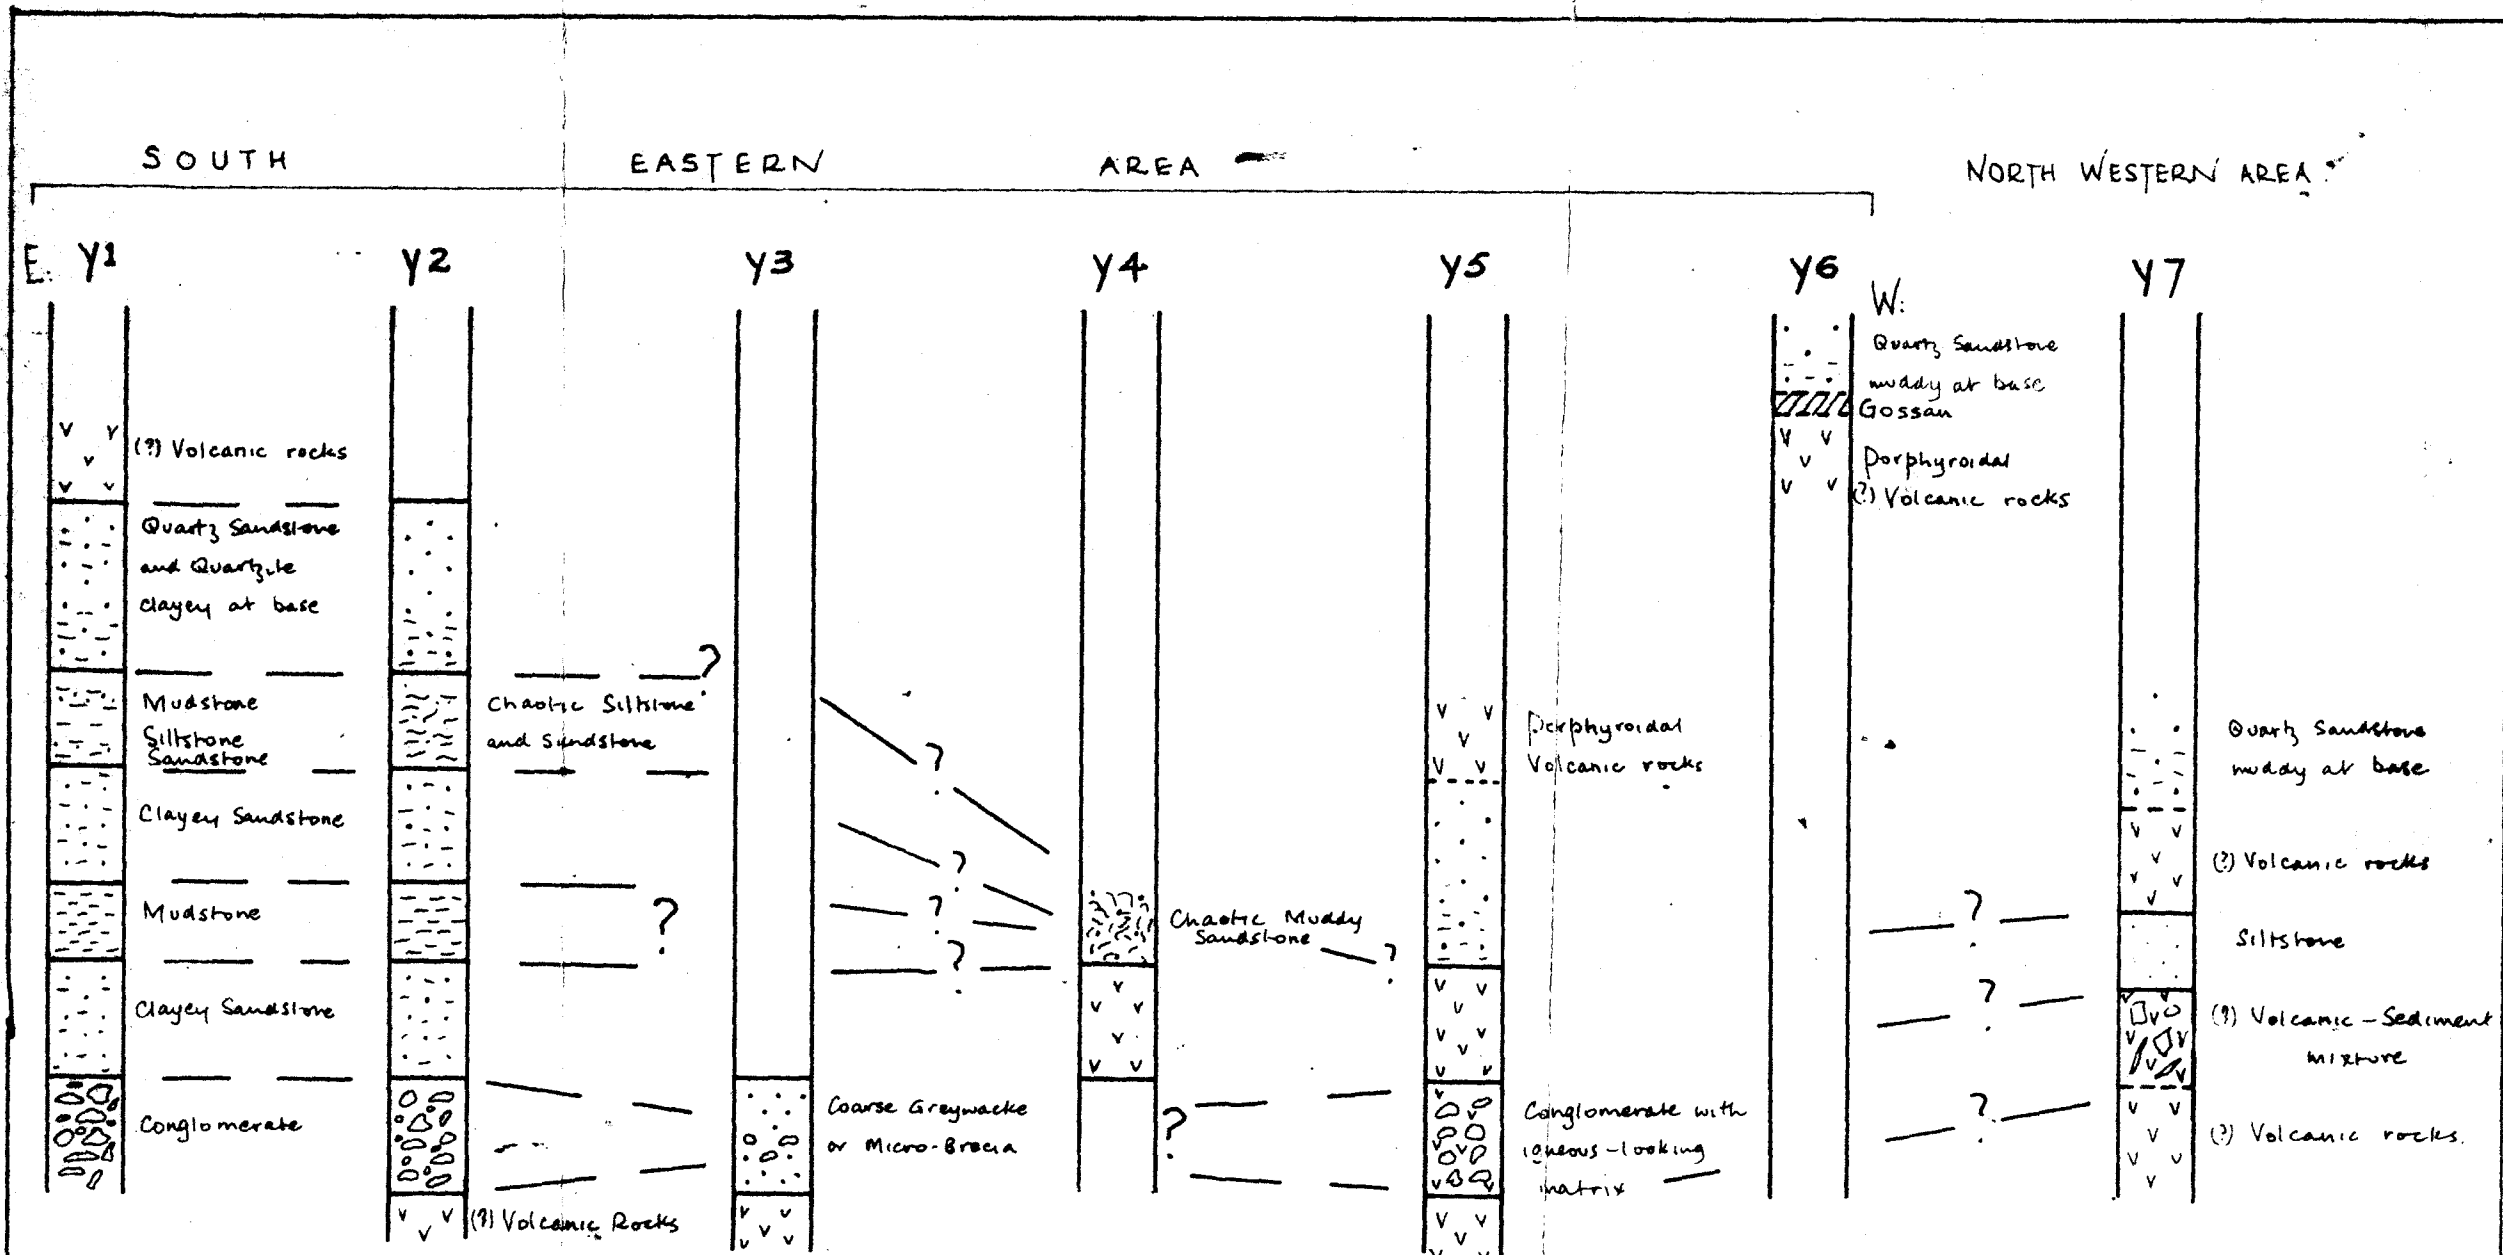 SOUTH EASTERN AREA
NORTH WESTERN AREA
E. Y1 Y2 Y3 Y4 Y5 Y6 W. Y7
(?) Volcanic rocks
Quartz Sandstone
and Quartzite
clayey at base
Mudstone
Siltstone
Sandstone
Clayey Sandstone
Mudstone
Clayey Sandstone
Conglomerate
Chaotic Siltstone
and Sandstone
?
?
(?) Volcanic Rocks
?
?
?
?
Coarse Greywacke
or Micro-Breccia
Chaotic Muddy
Sandstone
?
?
Porphyroidal
Volcanic rocks
Conglomerate with
igneous-looking
matrix
Quartz Sandstone
muddy at base
Gossan
Porphyroidal
(?) Volcanic rocks
?
?
?
Quartz Sandstone
muddy at base
(?) Volcanic rocks
Siltstone
(?) Volcanic - Sediment
mixture
(?) Volcanic rocks.